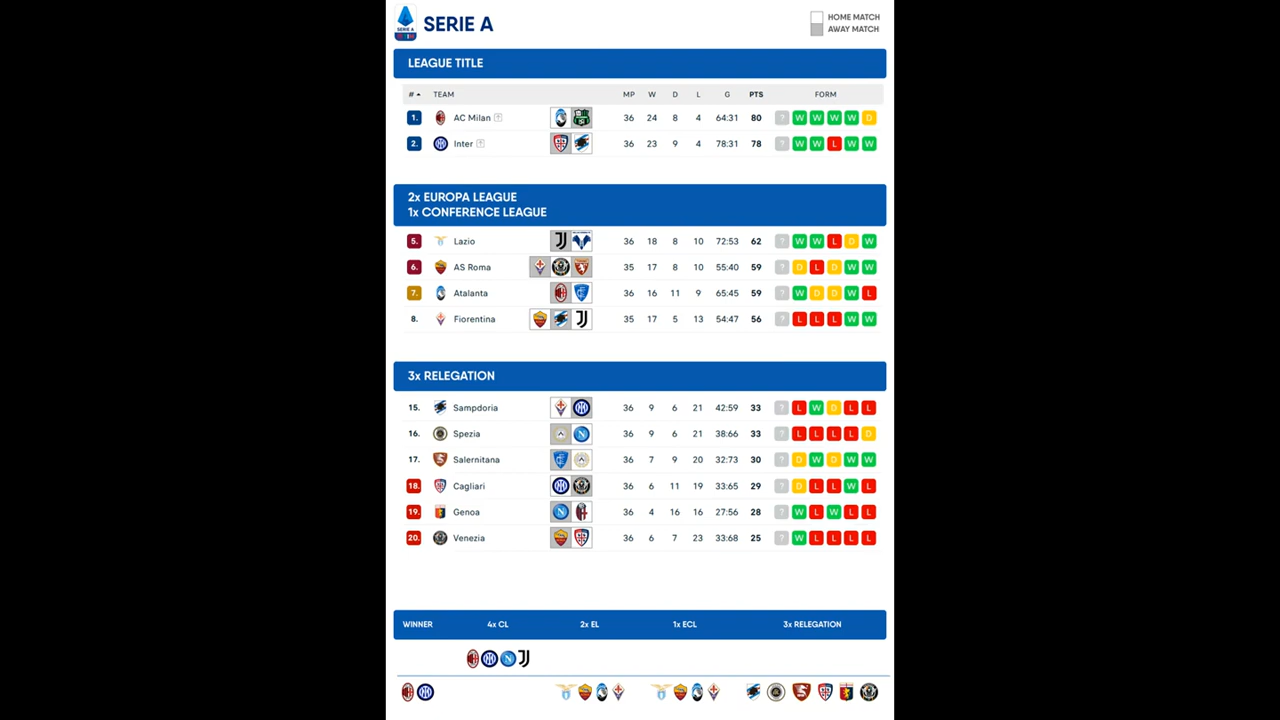 SERIE A
SERIE A
HOME MATCH
AWAY MATCH
LEAGUE TITLE
# TEAM MP W D L G PTS FORM
1. AC Milan 36 24 8 4 64:31 80 ? W W W W D
2. Inter 36 23 9 4 78:31 78 ? W W L W W
2x EUROPA LEAGUE
1x CONFERENCE LEAGUE
5. Lazio 36 18 8 10 72:53 62 ? W W L D W
6. AS Roma 35 17 8 10 55:40 59 ? D L D W W
7. Atalanta 36 16 11 9 65:45 59 ? W D D W L
8. Fiorentina 35 17 5 13 54:47 56 ? L L L W W
3x RELEGATION
15. Sampdoria 36 9 6 21 42:59 33 ? L W D L L
16. Spezia 36 9 6 21 38:66 33 ? L L L L D
17. Salernitana 36 7 9 20 32:73 30 ? D W D W W
18. Cagliari 36 6 11 19 33:65 29 ? D L L W L
19. Genoa 36 4 16 16 27:56 28 ? W L W L L
20. Venezia 36 6 7 23 33:68 25 ? W L L L L
WINNER 4x CL 2x EL 1x ECL 3x RELEGATION